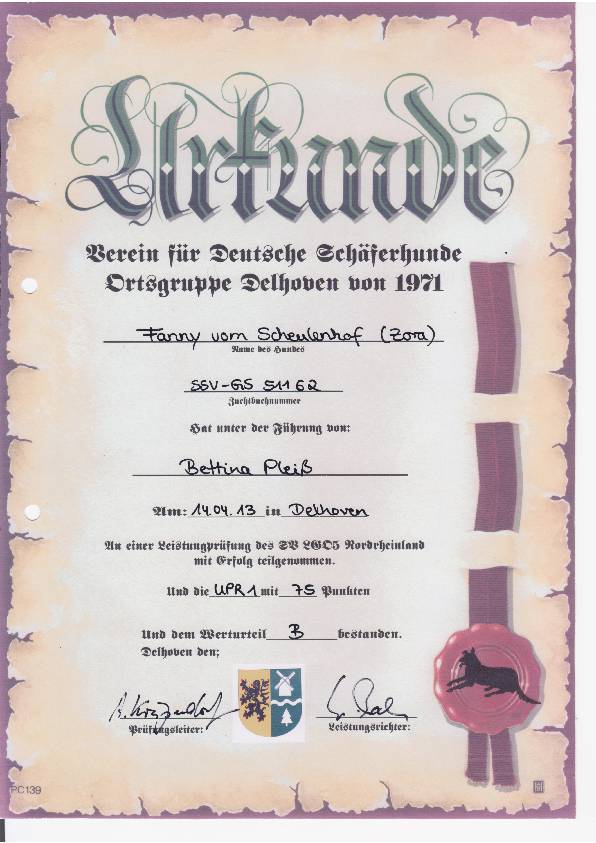 Urkunde
Verein für Deutsche Schäferhunde
Ortsgruppe Delhoven von 1971
Fanny vom Scheulenhof (Zora)
Name des Hundes
SSV-GS 51162
Zuchtbuchnummer
Hat unter der Führung von:
Bettina Pleiß
Am: 14.04.13 in Delhoven
An einer Leistungprüfung des SV LG05 Nordrheinland
mit Erfolg teilgenommen.
Und die UPR1 mit 75 Punkten
Und dem Werturteil B bestanden.
Delhoven den;
Prüfungsleiter: Leistungsrichter:
PC139